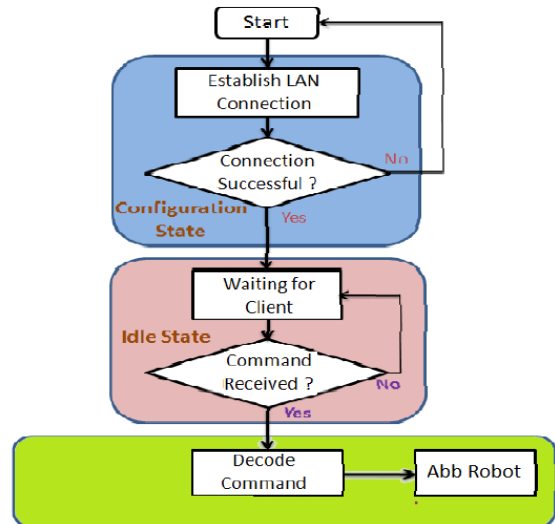 Start
Establish LAN
Connection
Connection
Successful ?
No
Configuration
State
Yes
Waiting for
Client
Idle State
Command
Received ?
No
Yes
Decode
Command
Abb Robot